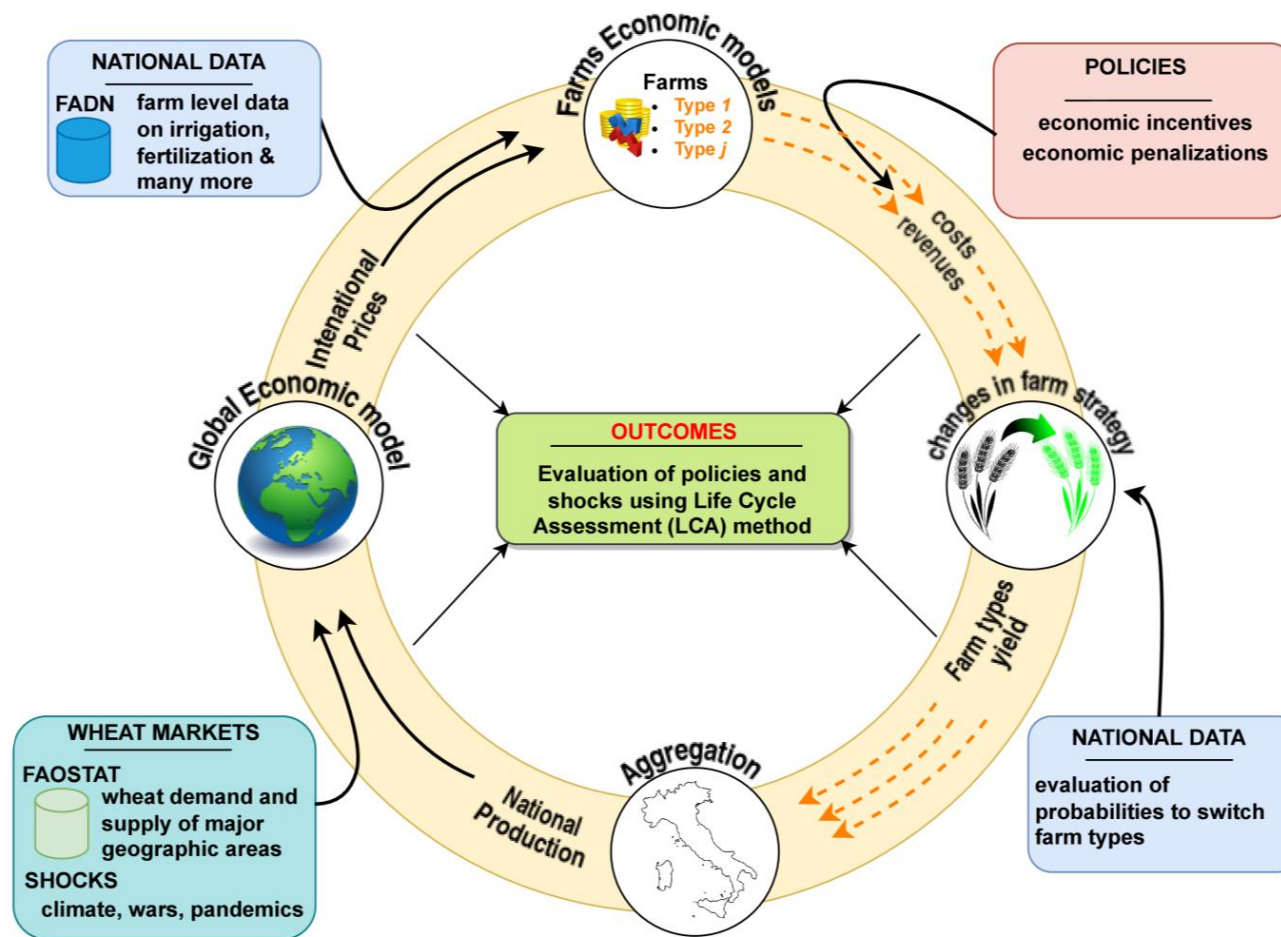 NATIONAL DATA
FADN
farm level data
on irrigation,
fertilization &
many more
Farms Economic models
Farms
Type 1
Type 2
Type j
POLICIES
economic incentives
economic penalizations
costs
revenues
Intenational
Prices
Global Economic model
OUTCOMES
Evaluation of policies and
shocks using Life Cycle
Assessment (LCA) method
changes in farm strategy
Farm types
yield
NATIONAL DATA
evaluation of
probabilities to switch
farm types
Aggregation
National
Production
WHEAT MARKETS
FAOSTAT
wheat demand and
supply of major
geographic areas
SHOCKS
climate, wars, pandemics